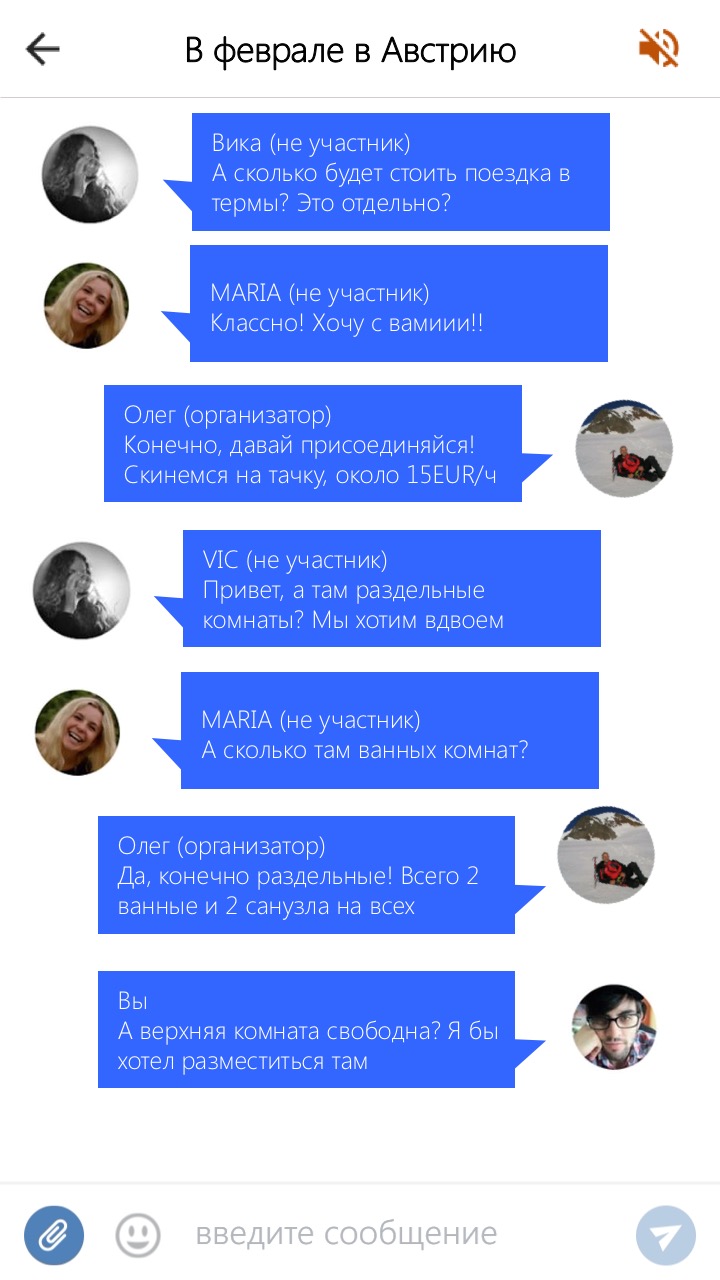 В феврале в Австрию
Вика (не участник)
А сколько будет стоить поездка в
термы? Это отдельно?
MARIA (не участник)
Классно! Хочу с вамиии!!
Олег (организатор)
Конечно, давай присоединяйся!
Скинемся на тачку, около 15EUR/ч
VIC (не участник)
Привет, а там раздельные
комнаты? Мы хотим вдвоем
MARIA (не участник)
А сколько там ванных комнат?
Олег (организатор)
Да, конечно раздельные! Всего 2
ванные и 2 санузла на всех
Вы
А верхняя комната свободна? Я бы
хотел разместиться там
введите сообщение